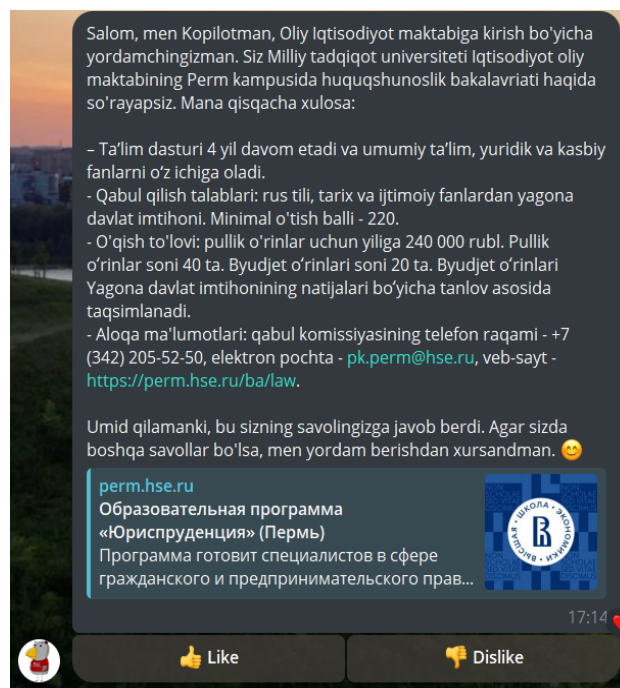 Salom, men Kopilotman, Oliy Iqtisodiyot maktabiga kirish bo'yicha
yordamchingizman. Siz Milliy tadqiqot universiteti Iqtisodiyot oliy
maktabining Perm kampusida huquqshunoslik bakalavriati haqida
so'rayapsiz. Mana qisqacha xulosa:
– Ta’lim dasturi 4 yil davom etadi va umumiy ta’lim, yuridik va kasbiy
fanlarni o‘z ichiga oladi.
- Qabul qilish talablari: rus tili, tarix va ijtimoiy fanlardan yagona
davlat imtihoni. Minimal o'tish balli - 220.
- O'qish to'lovi: pullik o'rinlar uchun yiliga 240 000 rubl. Pullik
oʻrinlar soni 40 ta. Byudjet oʻrinlari soni 20 ta. Byudjet oʻrinlari
Yagona davlat imtihonining natijalari boʻyicha tanlov asosida
taqsimlanadi.
- Aloqa ma'lumotlari: qabul komissiyasining telefon raqami - +7
(342) 205-52-50, elektron pochta - pk.perm@hse.ru, veb-sayt -
https://perm.hse.ru/ba/law.
Umid qilamanki, bu sizning savolingizga javob berdi. Agar sizda
boshqa savollar bo'lsa, men yordam berishdan xursandman. 😊
perm.hse.ru
Образовательная программа
«Юриспруденция» (Пермь)
Программа готовит специалистов в сфере
гражданского и предпринимательского прав...
ВЫСШАЯ • ШКОЛА • ЭКОНОМИКИ
17:14
👍 Like
👎 Dislike